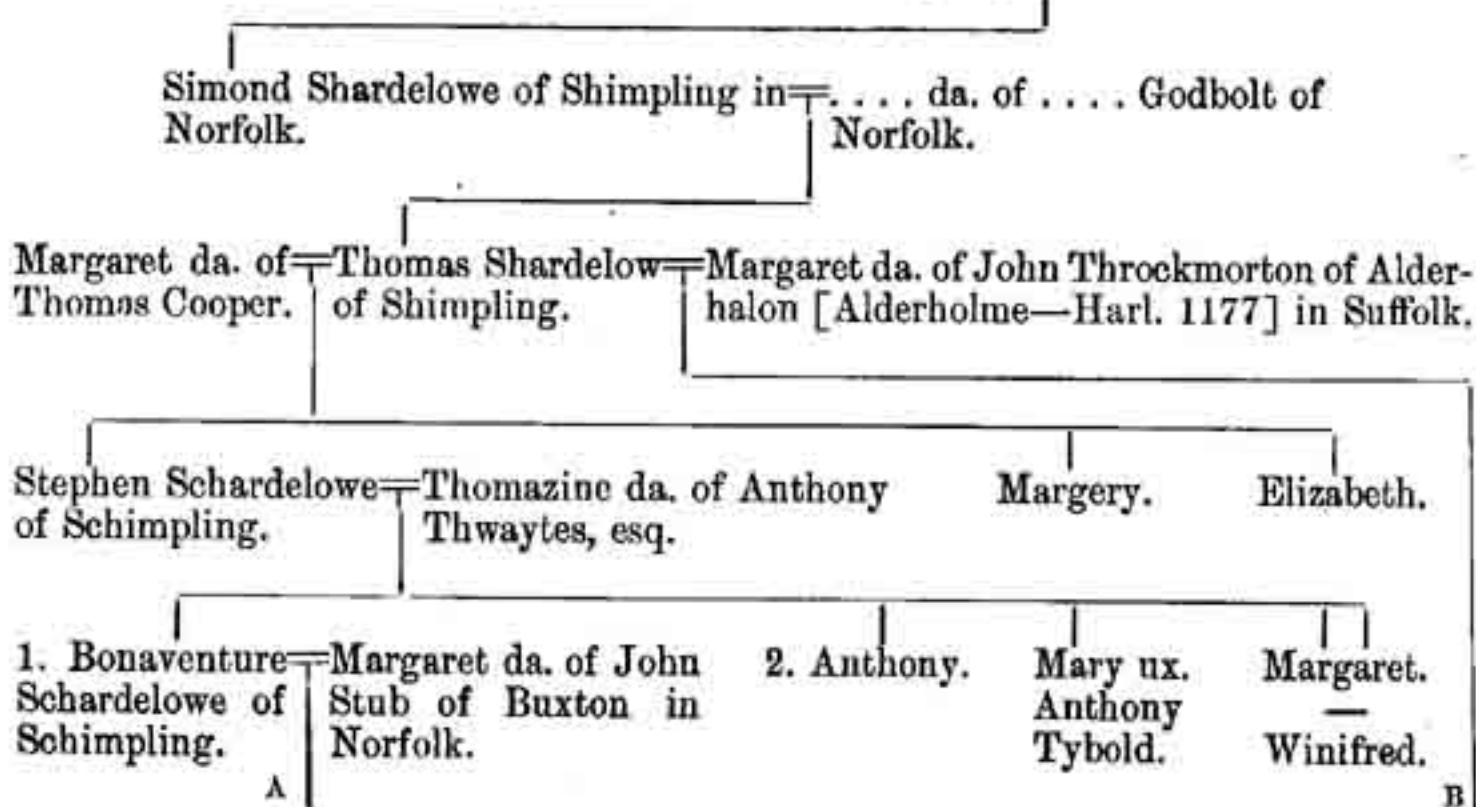 Simond Shardelowe of Shimpling in . . . . da. of . . . . Godbolt of
Norfolk. Norfolk.
Margaret da. of Thomas Shardelow Margaret da. of John Throckmorton of Alder-
Thomas Cooper. of Shimpling. halon [Alderholme—Harl. 1177] in Suffolk.
Stephen Schardelowe Thomazine da. of Anthony Margery. Elizabeth.
of Schimpling. Thwaytes, esq.
1. Bonaventure Margaret da. of John 2. Anthony. Mary ux. Margaret.
Schardelowe of Stub of Buxton in Anthony —
Schimpling. Norfolk. Tybold. Winifred.
A B